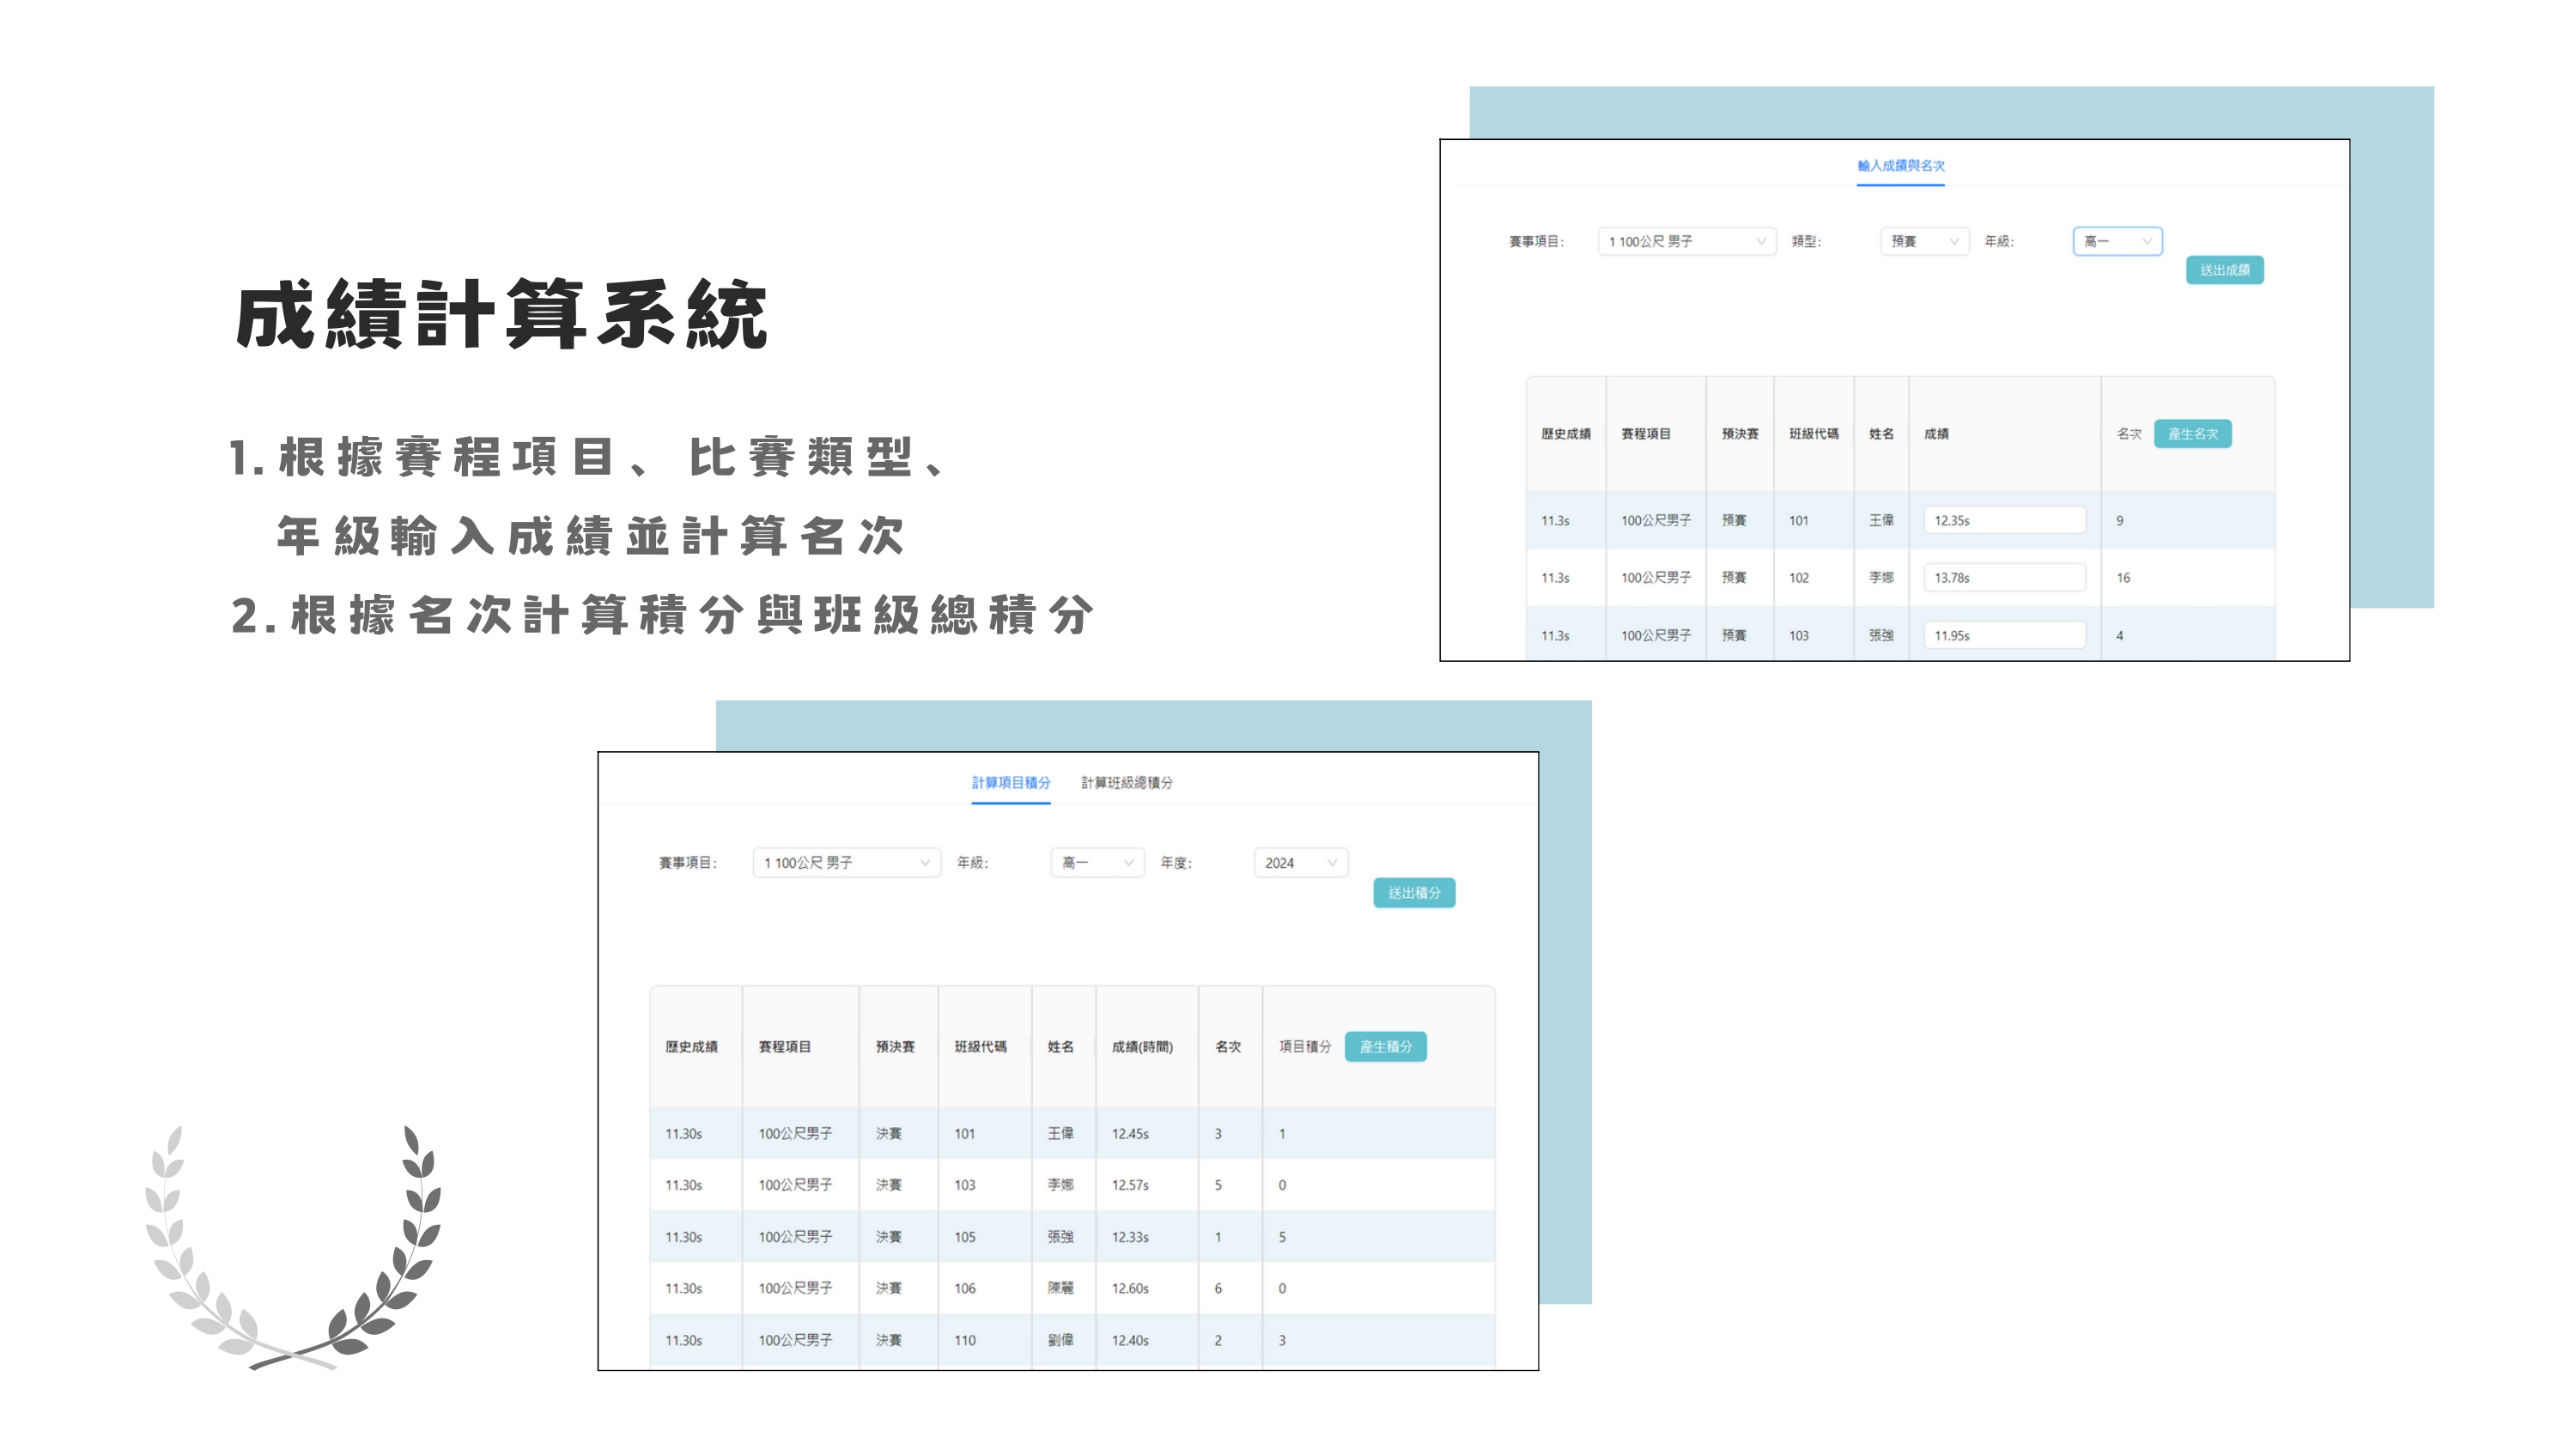 成績計算系統
1.根據賽程項目、比賽類型、
年級輸入成績並計算名次
2.根據名次計算積分與班級總積分
輸入成績與名次
賽事項目: 1 100公尺 男子 類型: 預賽 年級: 高一
送出成績
歷史成績 賽程項目 預決賽 班級代碼 姓名 成績 名次 產生名次
11.3s 100公尺男子 預賽 101 王偉 12.35s 9
11.3s 100公尺男子 預賽 102 李娜 13.78s 16
11.3s 100公尺男子 預賽 103 張強 11.95s 4
計算項目積分 計算班級總積分
賽事項目: 1 100公尺 男子 年級: 高一 年度: 2024
送出積分
歷史成績 賽程項目 預決賽 班級代碼 姓名 成績(時間) 名次 項目積分 產生積分
11.30s 100公尺男子 決賽 101 王偉 12.45s 3 1
11.30s 100公尺男子 決賽 103 李娜 12.57s 5 0
11.30s 100公尺男子 決賽 105 張強 12.33s 1 5
11.30s 100公尺男子 決賽 106 陳麗 12.60s 6 0
11.30s 100公尺男子 決賽 110 劉偉 12.40s 2 3